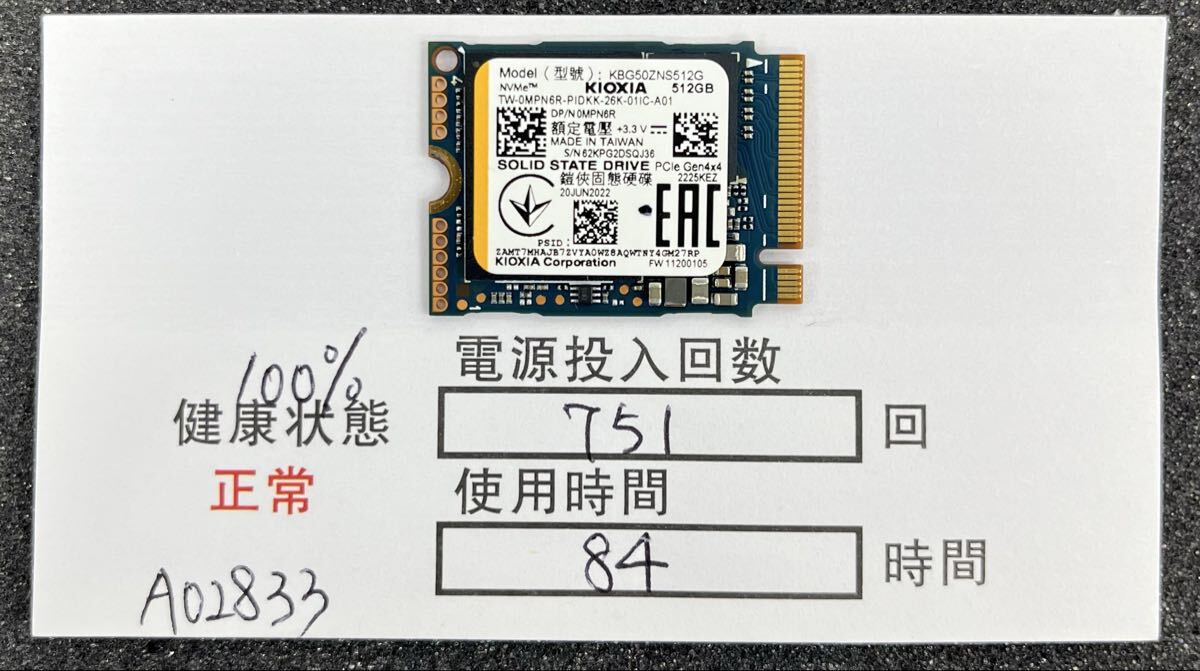 Model (型號): KBG50ZNS512G
NVMe™ KIOXIA 512GB
TW-0MPN6R-PIDKK-26K-01IC-A01
DP/N 0MPN6R
額定電壓 +3.3 V
MADE IN TAIWAN
S/N 62KPG2DSQJ36
SOLID STATE DRIVE PCIe Gen4x4
鎧俠固態硬碟 2225KEZ
20JUN2022
EAC
PSID:
ZAMT7MHAJB7ZVYA0WZ8AQWTNY4GM27RP
KIOXIA Corporation FW 11200105
電源投入回数
100%
健康状態
751 回
正常
使用時間
84 時間
A02833